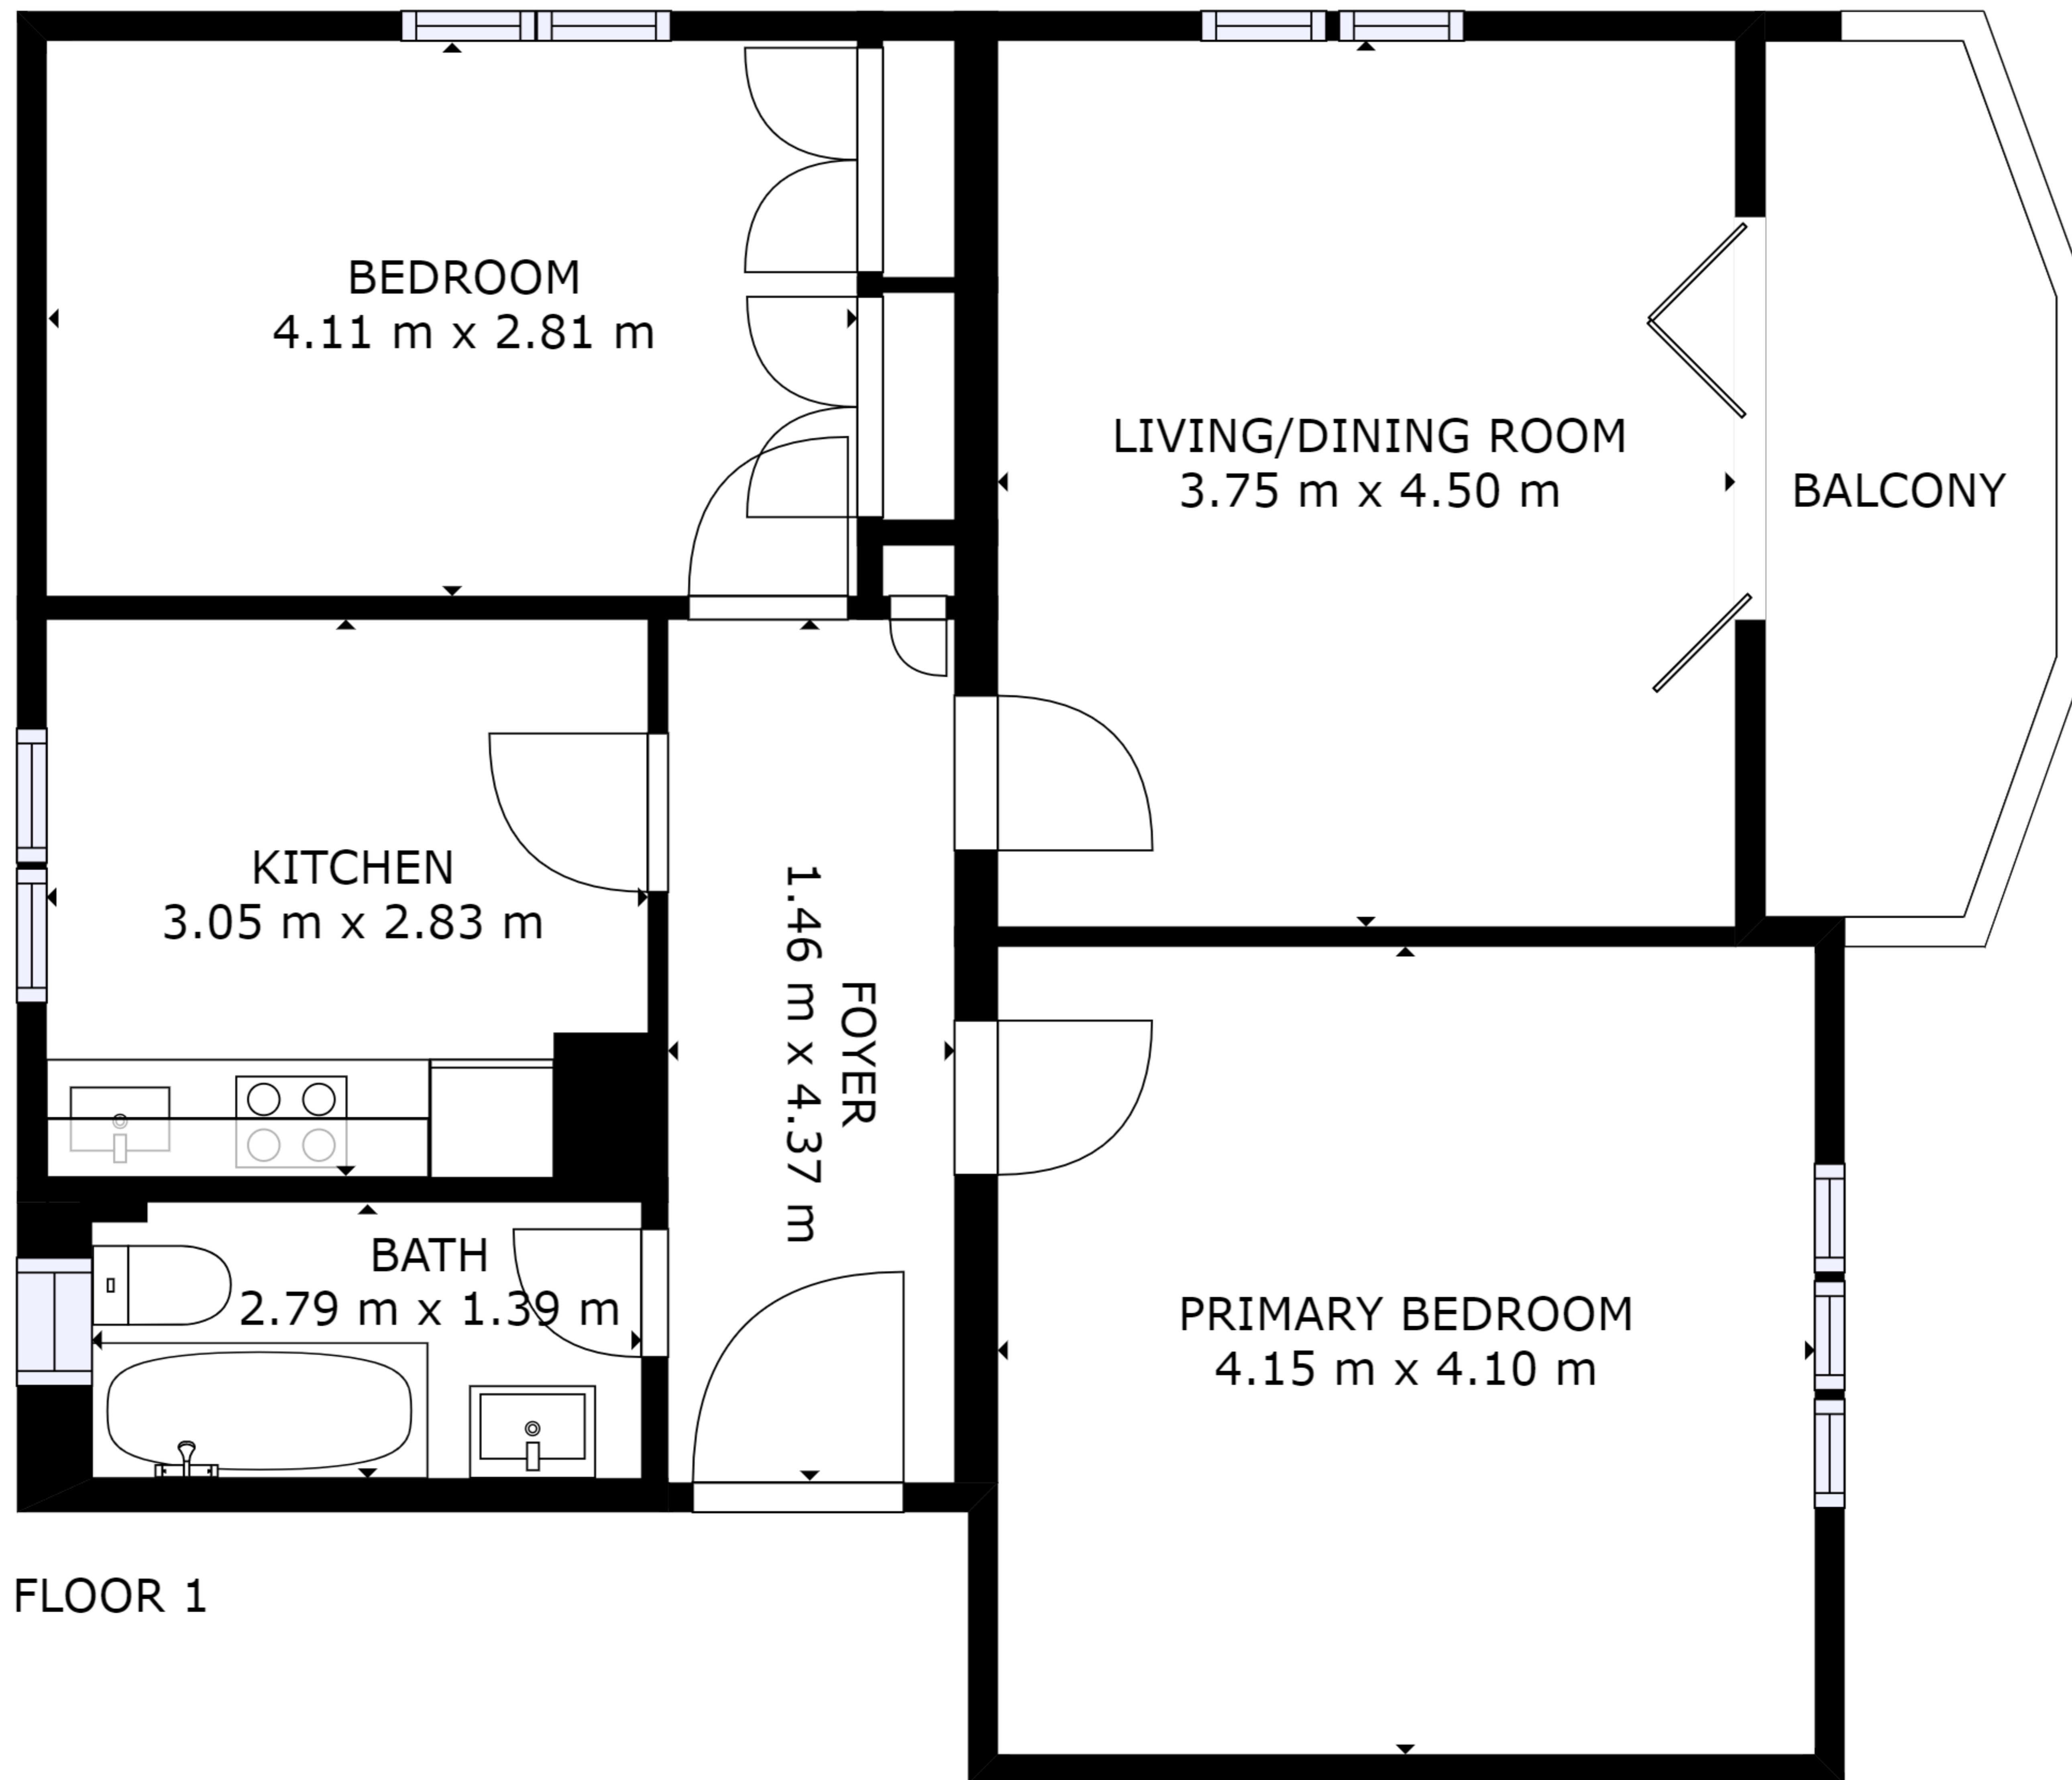 BEDROOM
4.11 m x 2.81 m
LIVING/DINING ROOM
3.75 m x 4.50 m
BALCONY
KITCHEN
3.05 m x 2.83 m
FOYER
1.46 m x 4.37 m
BATH
2.79 m x 1.39 m
PRIMARY BEDROOM
4.15 m x 4.10 m
FLOOR 1